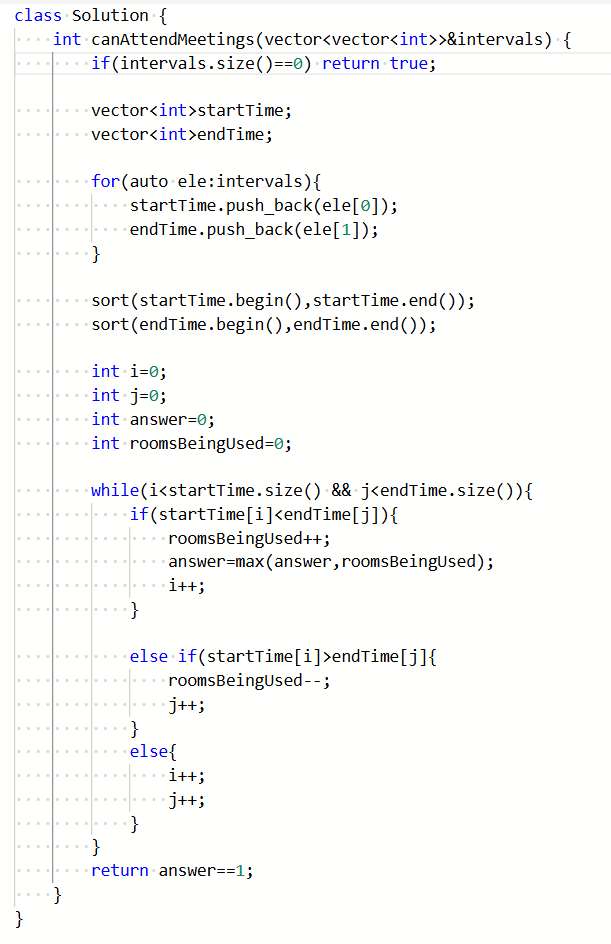 class Solution {
    int canAttendMeetings(vector<vector<int>>&intervals) {
        if(intervals.size()==0) return true;

        vector<int>startTime;
        vector<int>endTime;

        for(auto ele:intervals){
            startTime.push_back(ele[0]);
            endTime.push_back(ele[1]);
        }

        sort(startTime.begin(),startTime.end());
        sort(endTime.begin(),endTime.end());

        int i=0;
        int j=0;
        int answer=0;
        int roomsBeingUsed=0;

        while(i<startTime.size() && j<endTime.size()){
            if(startTime[i]<endTime[j]){
                roomsBeingUsed++;
                answer=max(answer,roomsBeingUsed);
                i++;
            }

            else if(startTime[i]>endTime[j]{
                roomsBeingUsed--;
                j++;
            }
            else{
                i++;
                j++;
            }
        }
        return answer==1;
    }
}